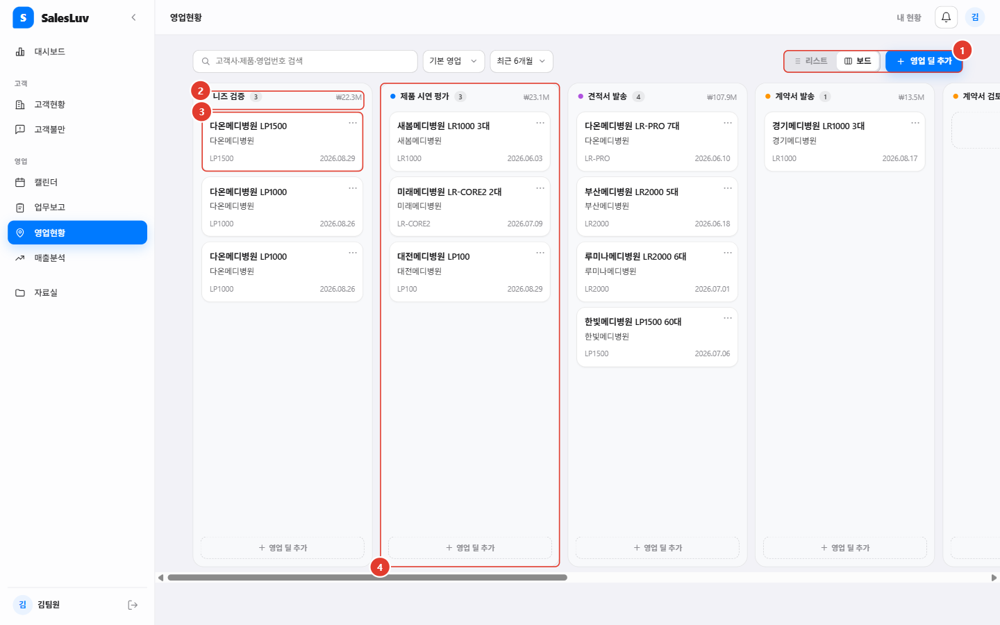 S SalesLuv
대시보드
고객
고객현황
고객불만
영업
캘린더
업무보고
영업현황
매출분석
자료실
김 김팀원
영업현황
내 현황
김
고객사·제품·영업번호 검색
기본 영업
최근 6개월
리스트
보드
+ 영업 딜 추가
1
2
니즈 검증 3 ₩22.3M
3
다온메디병원 LP1500
다온메디병원
LP1500 2026.08.29
다온메디병원 LP1000
다온메디병원
LP1000 2026.08.26
다온메디병원 LP1000
다온메디병원
LP1000 2026.08.26
+ 영업 딜 추가
제품 시연 평가 3 ₩23.1M
새봄메디병원 LR1000 3대
새봄메디병원
LR1000 2026.06.03
미래메디병원 LR-CORE2 2대
미래메디병원
LR-CORE2 2026.07.09
대전메디병원 LP100
대전메디병원
LP100 2026.08.29
+ 영업 딜 추가
4
견적서 발송 4 ₩107.9M
다온메디병원 LR-PRO 7대
다온메디병원
LR-PRO 2026.06.10
부산메디병원 LR2000 5대
부산메디병원
LR2000 2026.06.18
루미나메디병원 LR2000 6대
루미나메디병원
LR2000 2026.07.01
한빛메디병원 LP1500 60대
한빛메디병원
LP1500 2026.07.06
+ 영업 딜 추가
계약서 발송 1 ₩13.5M
경기메디병원 LR1000 3대
경기메디병원
LR1000 2026.08.17
+ 영업 딜 추가
계약서 검토